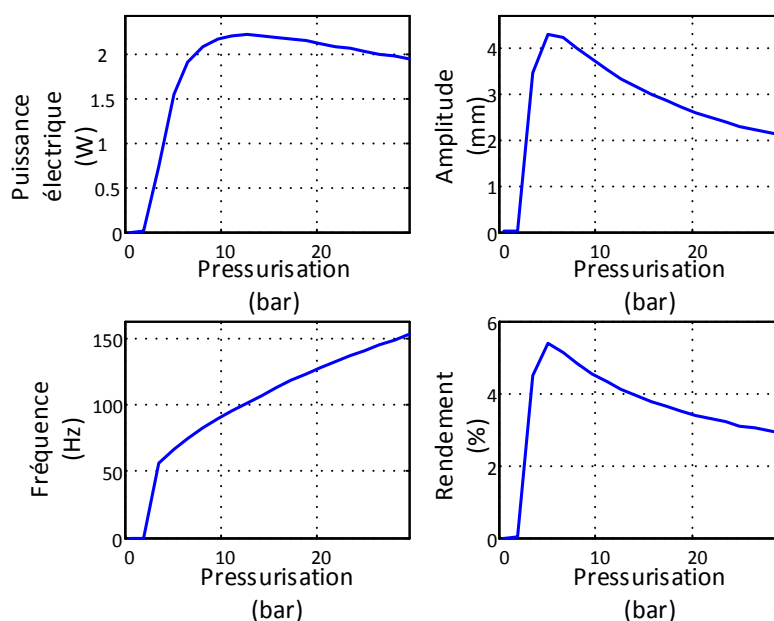 Puissance
électrique
(W)
2
1.5
1
0.5
0
0
10
20
Pressurisation
(bar)
Amplitude
(mm)
4
3
2
1
0
0
10
20
Pressurisation
(bar)
Fréquence
(Hz)
150
100
50
0
0
10
20
Pressurisation
(bar)
Rendement
(%)
6
4
2
0
0
10
20
Pressurisation
(bar)